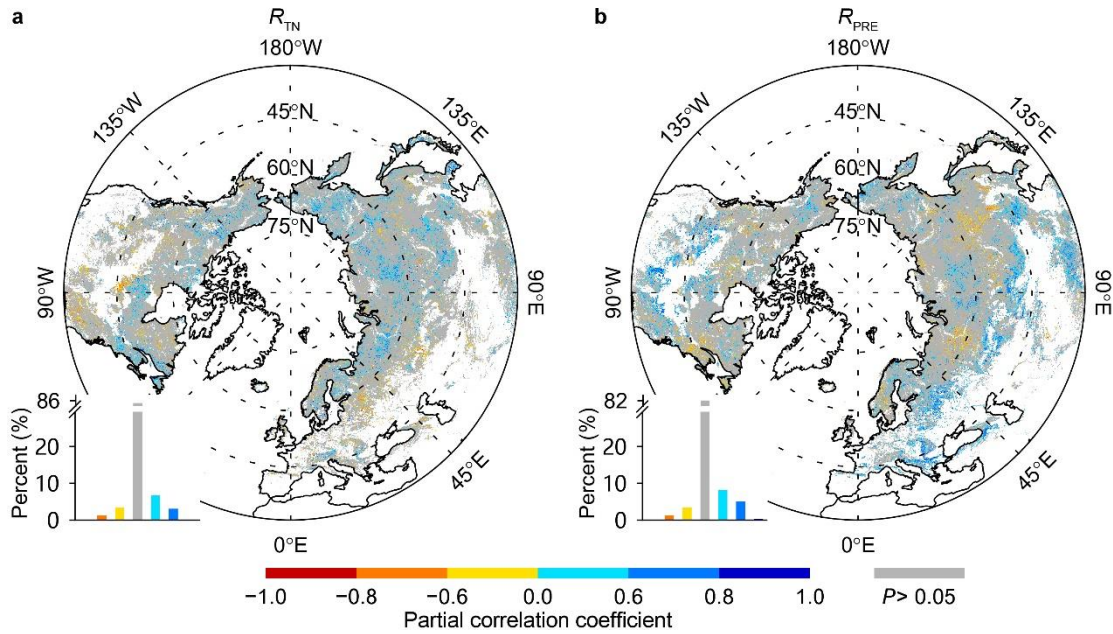 a
R_TN
180°W
135°W
135°E
45°N
60°N
75°N
90°W
90°E
45°E
0°E
86
20
10
0
Percent (%)
b
R_PRE
180°W
135°W
135°E
45°N
60°N
75°N
90°W
90°E
45°E
0°E
82
20
10
0
Percent (%)
−1.0 −0.8 −0.6 0.0 0.6 0.8 1.0
P> 0.05
Partial correlation coefficient